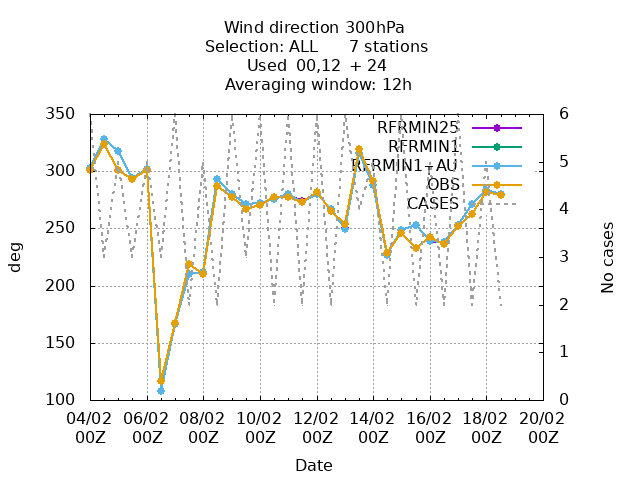 Wind direction 300hPa
Selection: ALL      7 stations
Used  00,12  + 24
Averaging window: 12h
350
300
250
200
150
100
deg
6
5
4
3
2
1
0
No cases
RFRMIN25
RFRMIN1
RFRMIN1+AU
OBS
CASES
04/02 06/02 08/02 10/02 12/02 14/02 16/02 18/02 20/02
00Z 00Z 00Z 00Z 00Z 00Z 00Z 00Z 00Z
Date